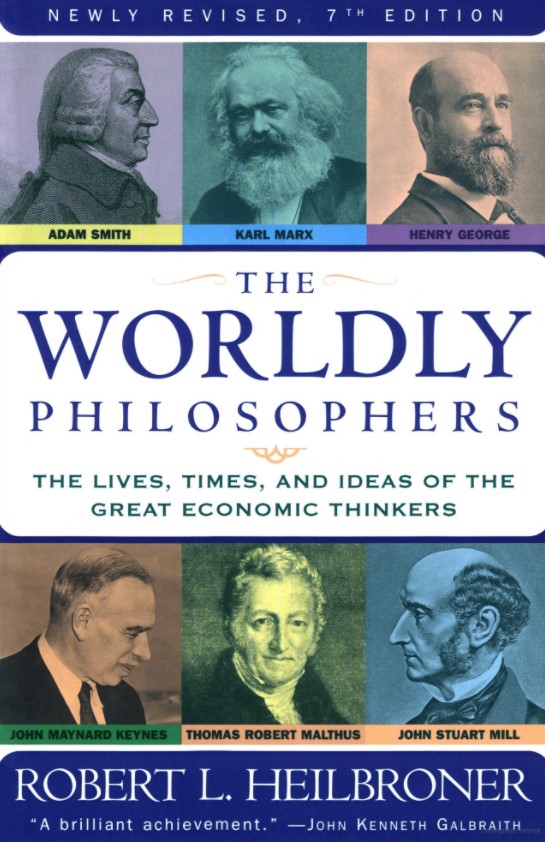 NEWLY REVISED, 7TH EDITION
ADAM SMITH
KARL MARX
HENRY GEORGE
THE
WORLDLY
PHILOSOPHERS
THE LIVES, TIMES, AND IDEAS OF THE
GREAT ECONOMIC THINKERS
JOHN MAYNARD KEYNES
THOMAS ROBERT MALTHUS
JOHN STUART MILL
ROBERT L. HEILBRONER
"A brilliant achievement." —JOHN KENNETH GALBRAITH